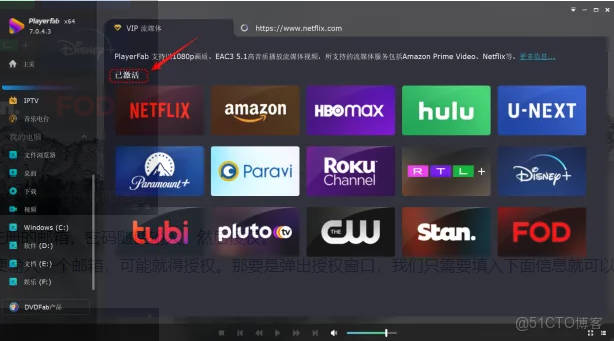 Playerfab x64
7.0.4.3
VIP 流媒体
https://www.netflix.com
PlayerFab 支持以1080p画质、EAC3 5.1高音质播放流媒体视频，所支持的流媒体服务包括Amazon Prime Video、Netflix等。
已激活
主页
IPTV
音乐电台
我的电脑
文件浏览器
桌面
下载
视频
Windows (C:)
软件 (D:)
文档 (E:)
娱乐 (F:)
DVDFab产品
NETFLIX
amazon
HBOmax
hulu
U-NEXT
Paramount+
Paravi
ROKU Channel
RTL+
Disney+
tubi
pluto tv
THE CW
Stan.
FOD
FOD
个邮箱，可能就得授权。那要是弹出授权窗口，我们只需要填入下面信息就可以
@51CTO博客